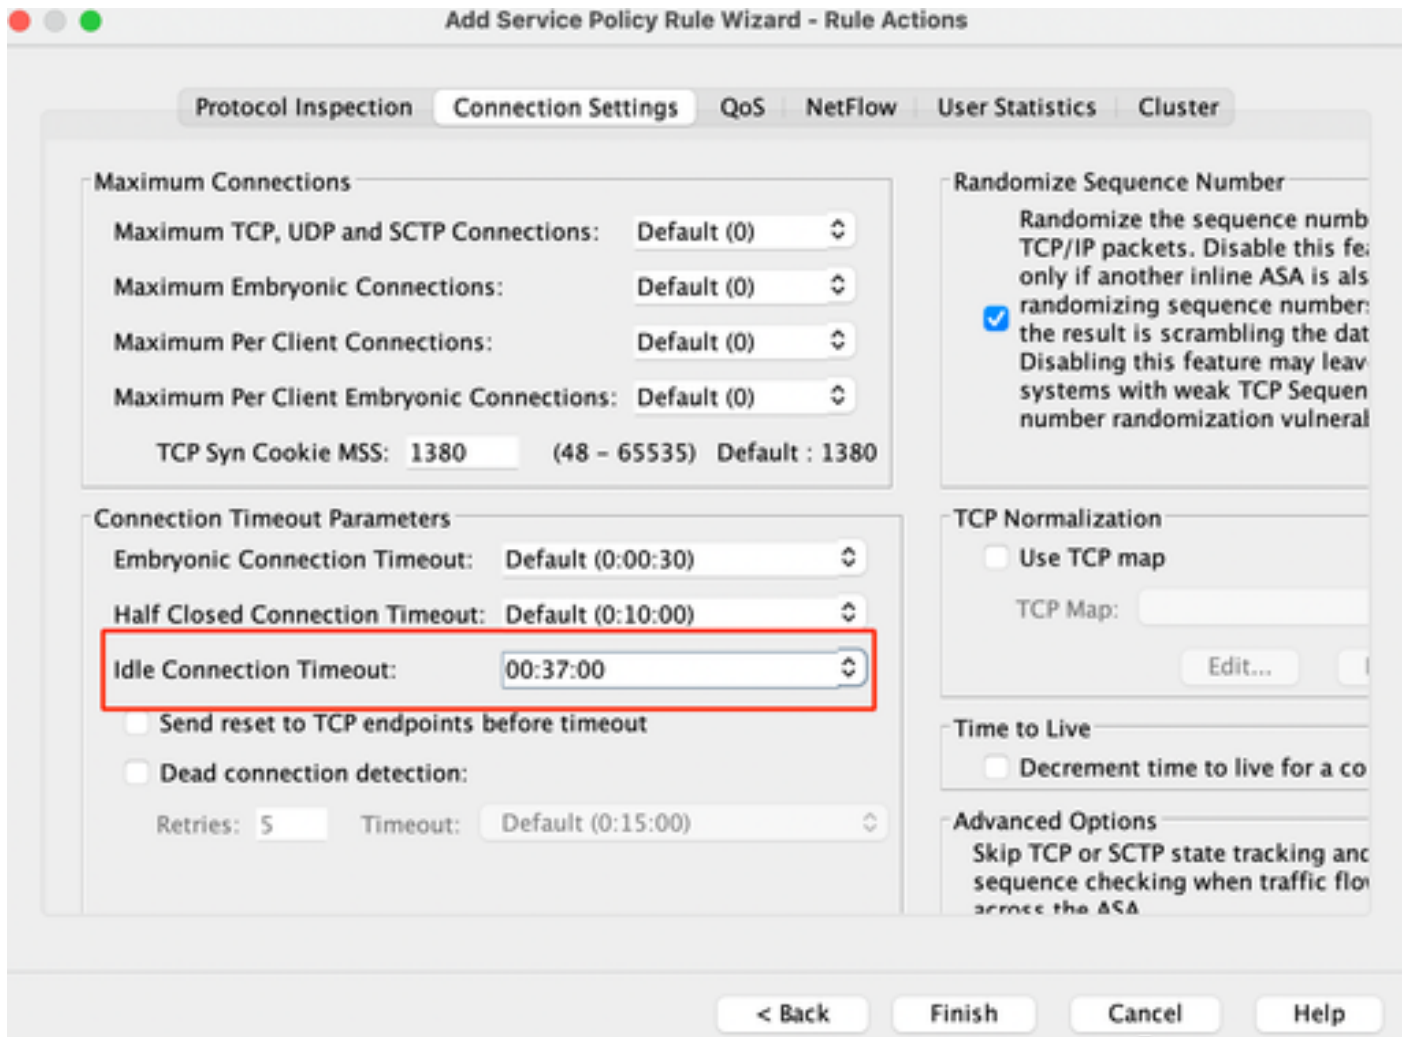 Add Service Policy Rule Wizard - Rule Actions
Protocol Inspection Connection Settings QoS NetFlow User Statistics Cluster
Maximum Connections
Maximum TCP, UDP and SCTP Connections: Default (0)
Maximum Embryonic Connections: Default (0)
Maximum Per Client Connections: Default (0)
Maximum Per Client Embryonic Connections: Default (0)
TCP Syn Cookie MSS: 1380 (48 - 65535) Default : 1380
Connection Timeout Parameters
Embryonic Connection Timeout: Default (0:00:30)
Half Closed Connection Timeout: Default (0:10:00)
Idle Connection Timeout: 00:37:00
Send reset to TCP endpoints before timeout
Dead connection detection:
Retries: 5 Timeout: Default (0:15:00)
Randomize Sequence Number
Randomize the sequence numb
TCP/IP packets. Disable this fe
only if another inline ASA is als
randomizing sequence number
the result is scrambling the dat
Disabling this feature may leav
systems with weak TCP Sequen
number randomization vulneral
TCP Normalization
Use TCP map
TCP Map:
Edit...
Time to Live
Decrement time to live for a co
Advanced Options
Skip TCP or SCTP state tracking and
sequence checking when traffic flo
across the ASA
< Back Finish Cancel Help